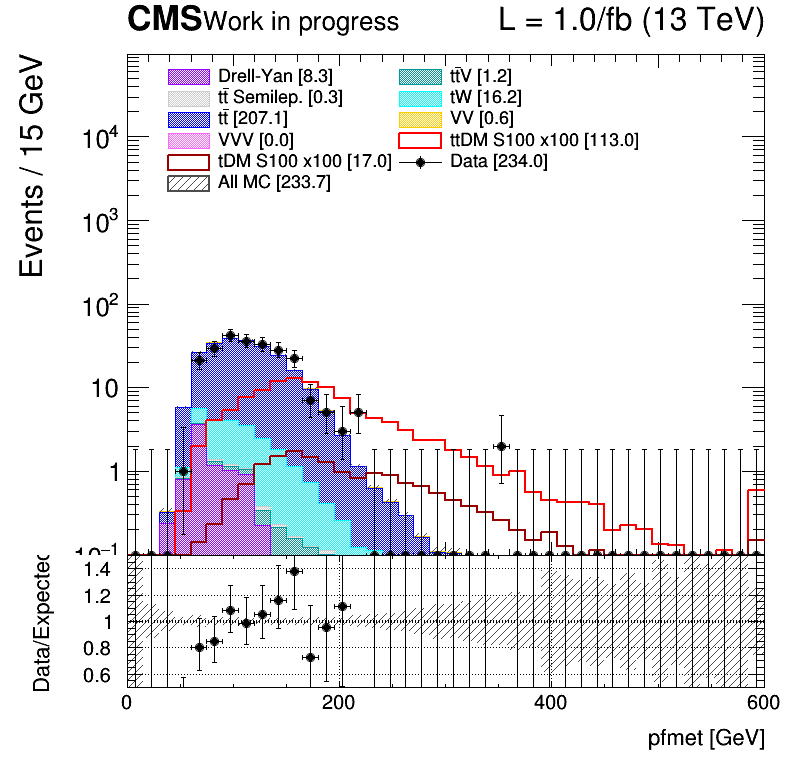 CMS Work in progress L = 1.0/fb (13 TeV)
Events / 15 GeV
Drell-Yan [8.3] tt̄V [1.2]
tt̄ Semilep. [0.3] tW [16.2]
tt̄ [207.1] VV [0.6]
VVV [0.0] ttDM S100 x100 [113.0]
tDM S100 x100 [17.0] Data [234.0]
All MC [233.7]
10⁴
10³
10²
10
1
10⁻¹
Data/Expected
1.4
1.2
1
0.8
0.6
0 200 400 600
pfmet [GeV]